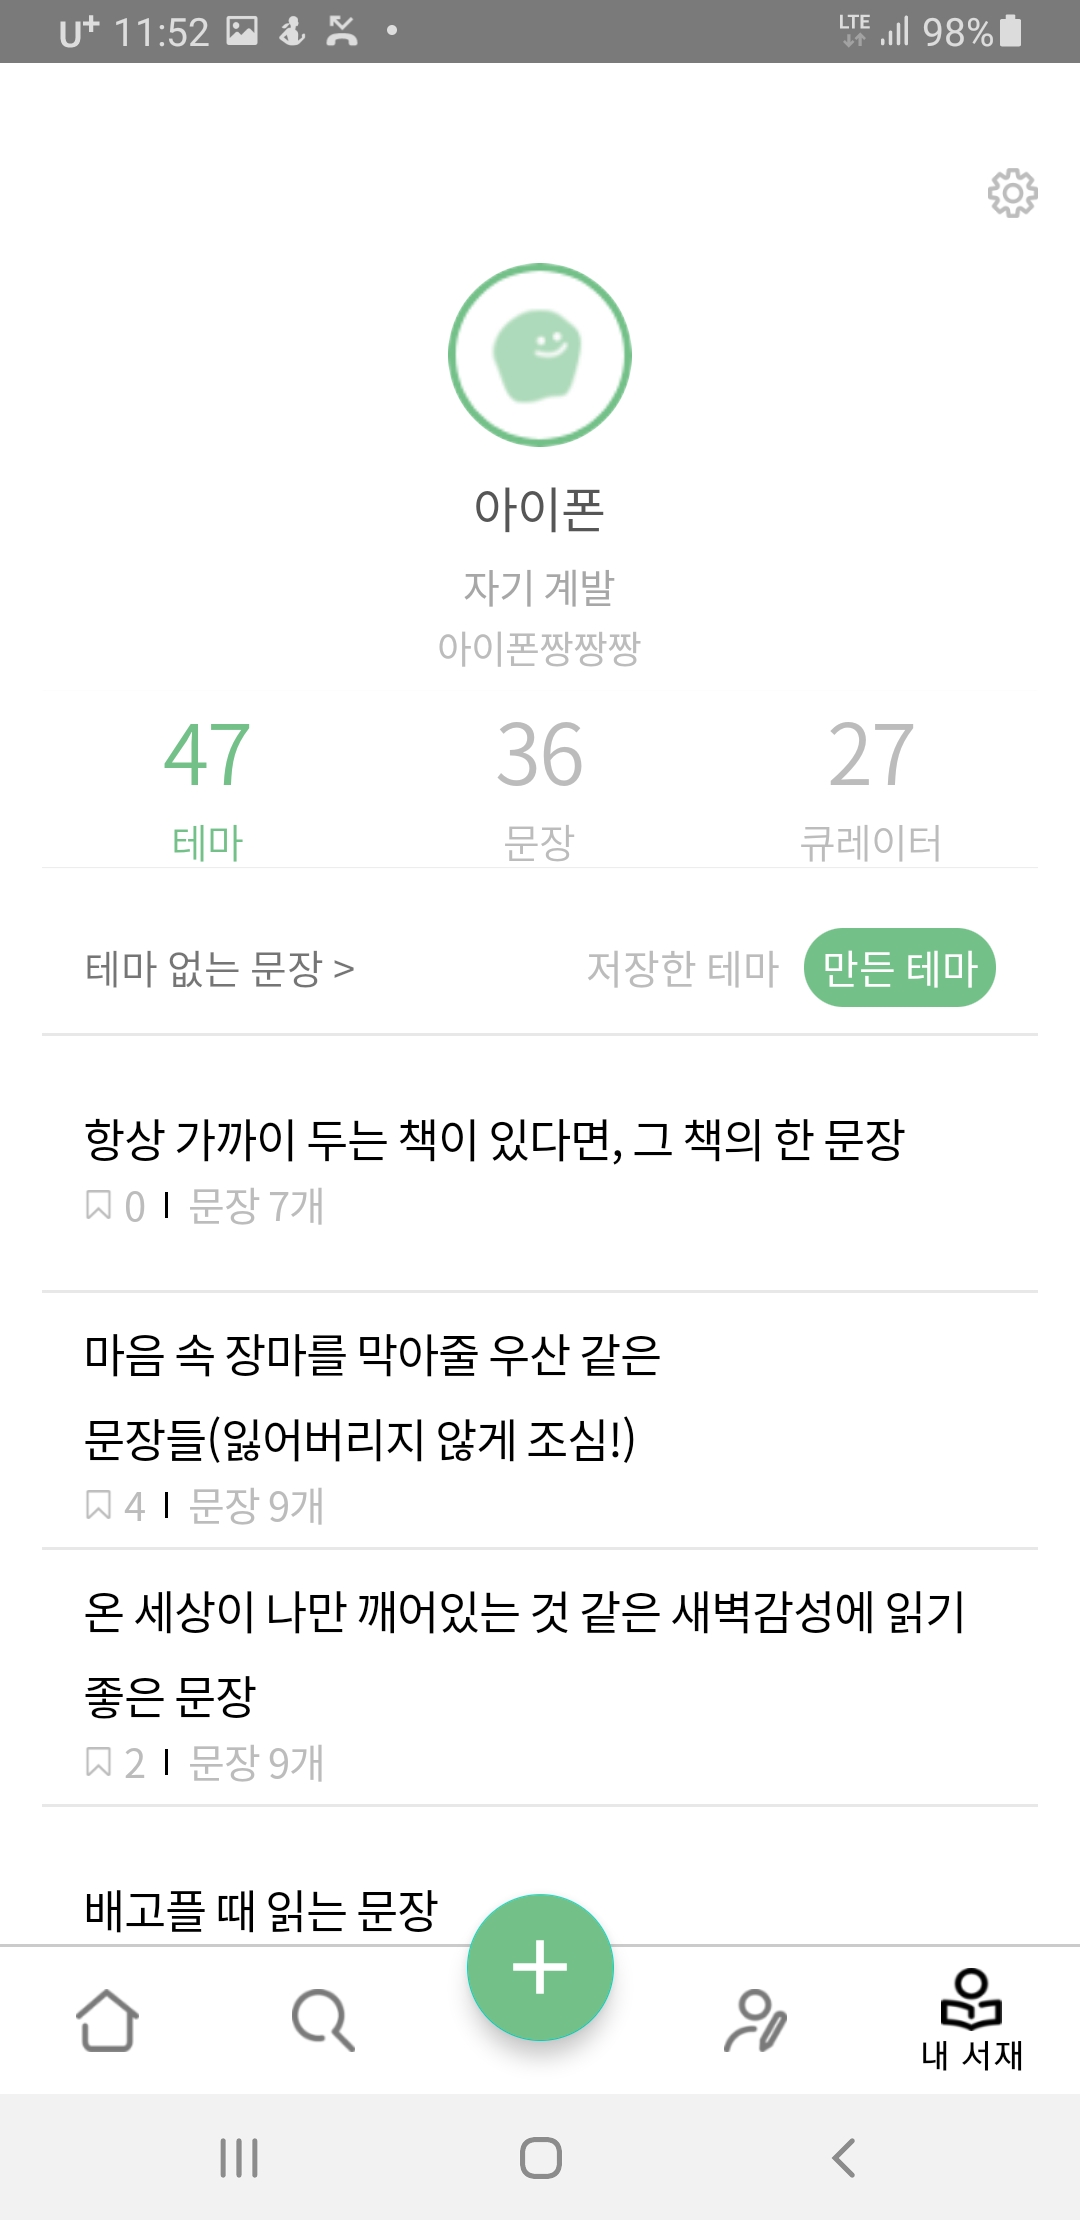 U+ 11:52 LTE 98%
아이폰
자기 계발
아이폰짱짱짱
47 36 27
테마 문장 큐레이터
테마 없는 문장 > 저장한 테마 만든 테마
항상 가까이 두는 책이 있다면, 그 책의 한 문장
0 문장 7개
마음 속 장마를 막아줄 우산 같은
문장들(잃어버리지 않게 조심!)
4 문장 9개
온 세상이 나만 깨어있는 것 같은 새벽감성에 읽기
좋은 문장
2 문장 9개
배고플 때 읽는 문장
내 서재